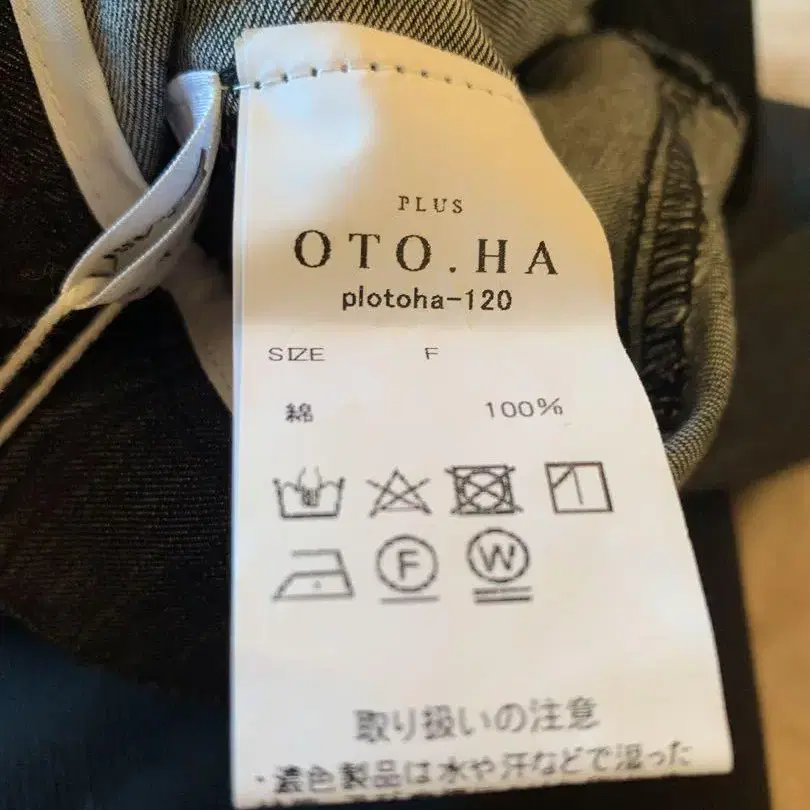 PLUS
OTO.HA
plotoha-120
SIZE F
綿 100%
F W
取り扱いの注意
・濃色製品は水や汗などで湿った